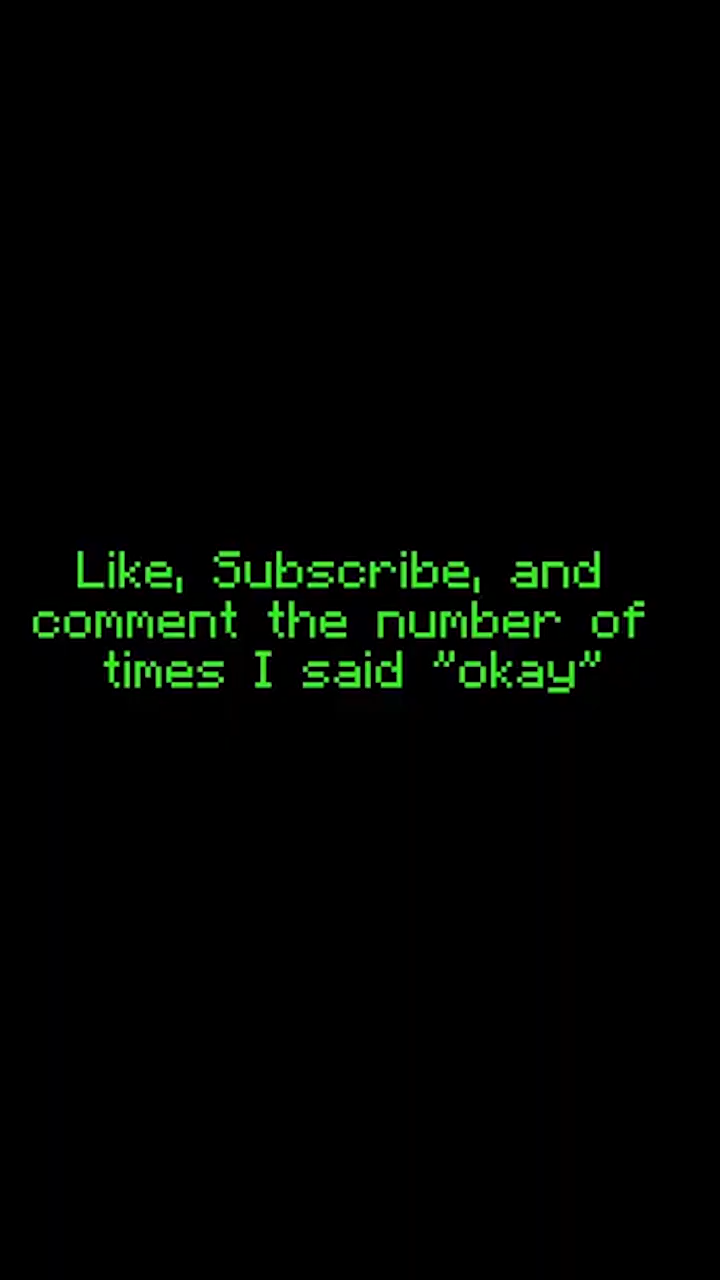 Like, Subscribe, and
comment the number of
times I said "okay"